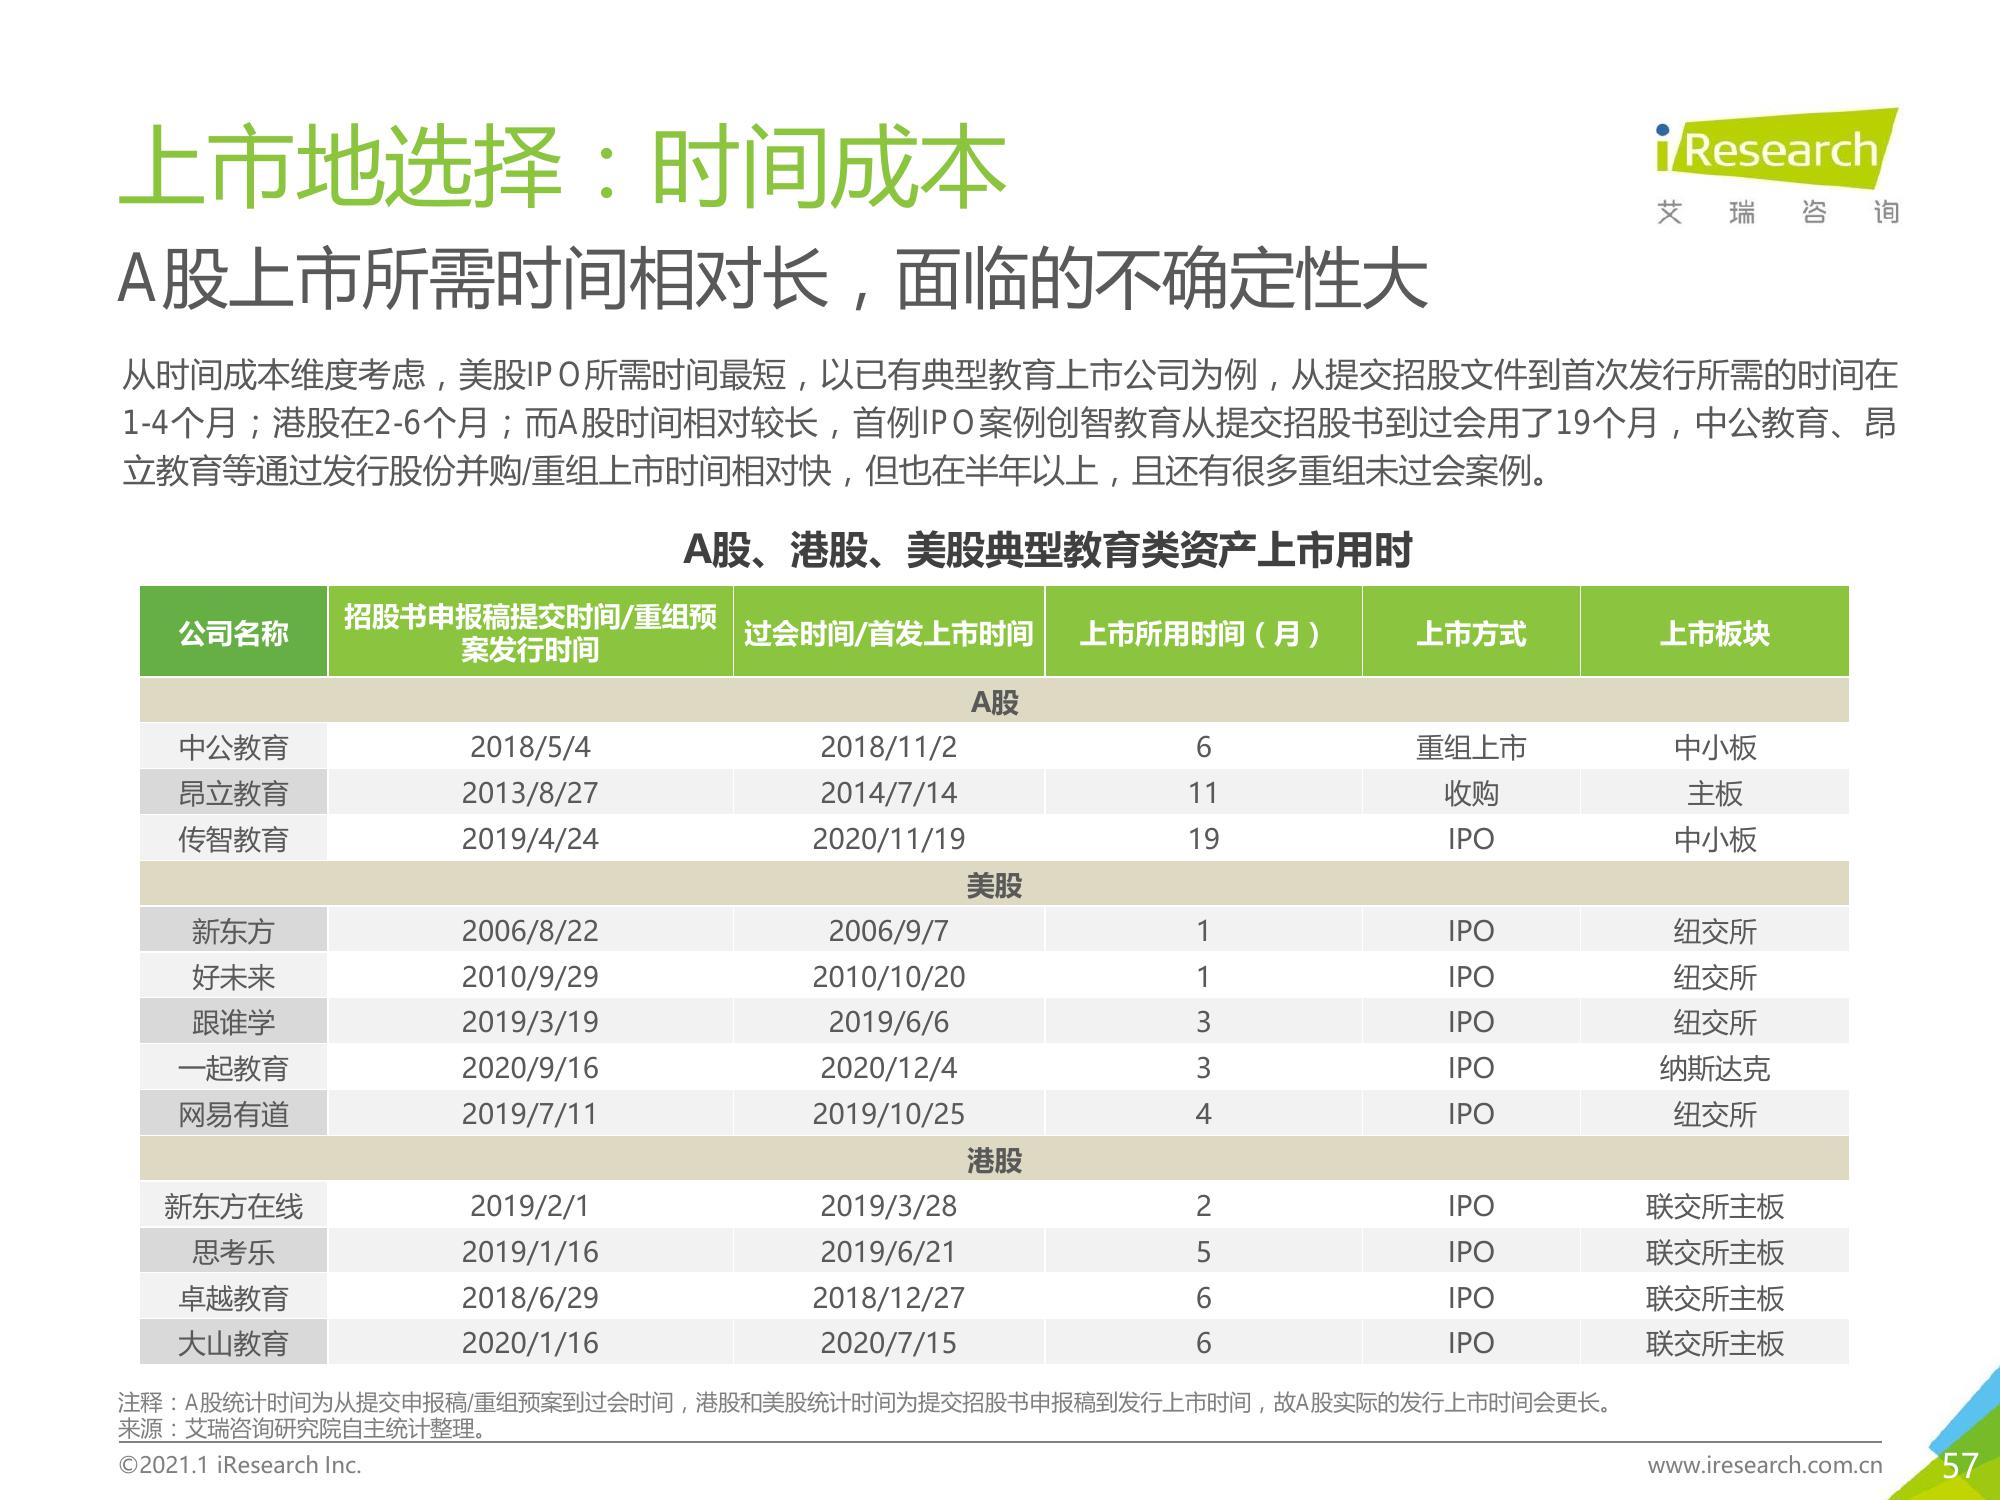 上市地选择：时间成本
iResearch
艾瑞咨询
A股上市所需时间相对长，面临的不确定性大
从时间成本维度考虑，美股IPO所需时间最短，以已有典型教育上市公司为例，从提交招股文件到首次发行所需的时间在
1-4个月；港股在2-6个月；而A股时间相对较长，首例IPO案例创智教育从提交招股书到过会用了19个月，中公教育、昂
立教育等通过发行股份并购/重组上市时间相对快，但也在半年以上，且还有很多重组未过会案例。
A股、港股、美股典型教育类资产上市用时
公司名称 招股书申报稿提交时间/重组预案发行时间 过会时间/首发上市时间 上市所用时间（月） 上市方式 上市板块
A股
中公教育 2018/5/4 2018/11/2 6 重组上市 中小板
昂立教育 2013/8/27 2014/7/14 11 收购 主板
传智教育 2019/4/24 2020/11/19 19 IPO 中小板
美股
新东方 2006/8/22 2006/9/7 1 IPO 纽交所
好未来 2010/9/29 2010/10/20 1 IPO 纽交所
跟谁学 2019/3/19 2019/6/6 3 IPO 纽交所
一起教育 2020/9/16 2020/12/4 3 IPO 纳斯达克
网易有道 2019/7/11 2019/10/25 4 IPO 纽交所
港股
新东方在线 2019/2/1 2019/3/28 2 IPO 联交所主板
思考乐 2019/1/16 2019/6/21 5 IPO 联交所主板
卓越教育 2018/6/29 2018/12/27 6 IPO 联交所主板
大山教育 2020/1/16 2020/7/15 6 IPO 联交所主板
注释：A股统计时间为从提交申报稿/重组预案到过会时间，港股和美股统计时间为提交招股书申报稿到发行上市时间，故A股实际的发行上市时间会更长。
来源：艾瑞咨询研究院自主统计整理。
©2021.1 iResearch Inc.
www.iresearch.com.cn
57